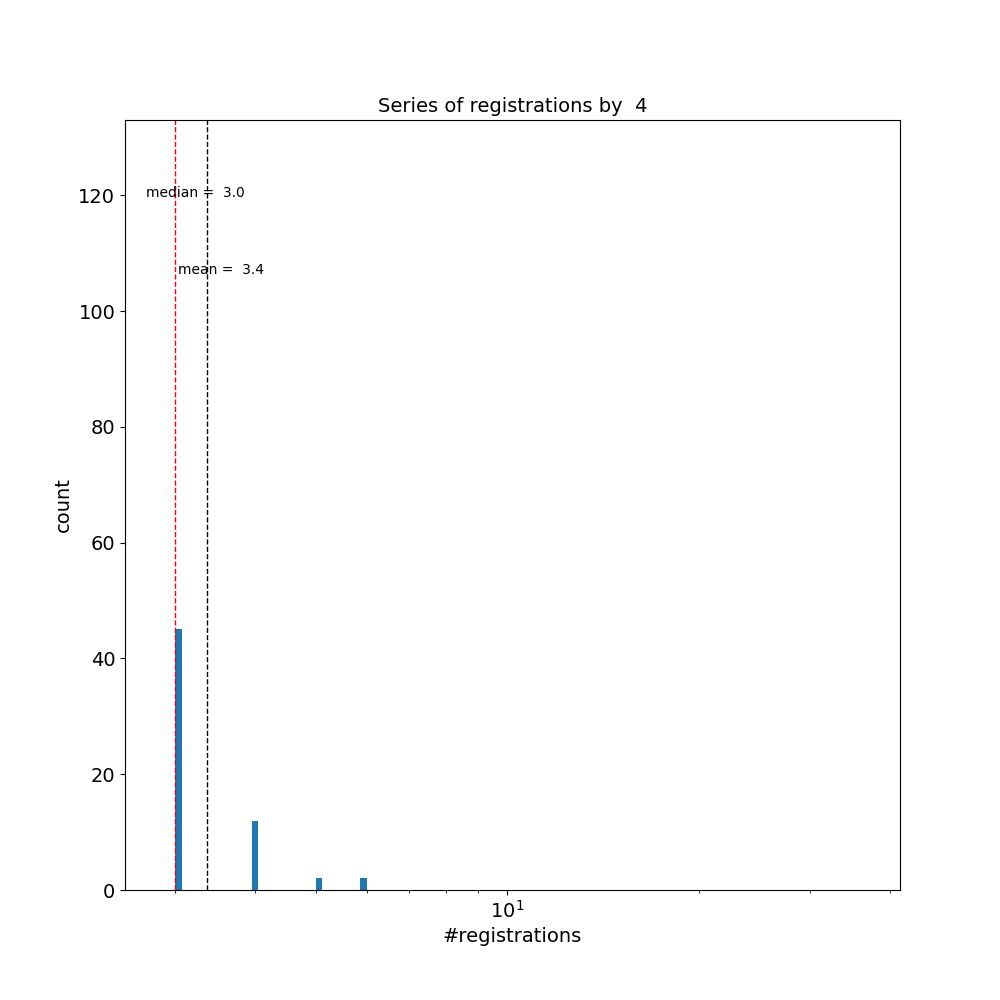 Series of registrations by  4
median =  3.0
mean =  3.4
120
100
80
60
40
20
0
count
10¹
#registrations